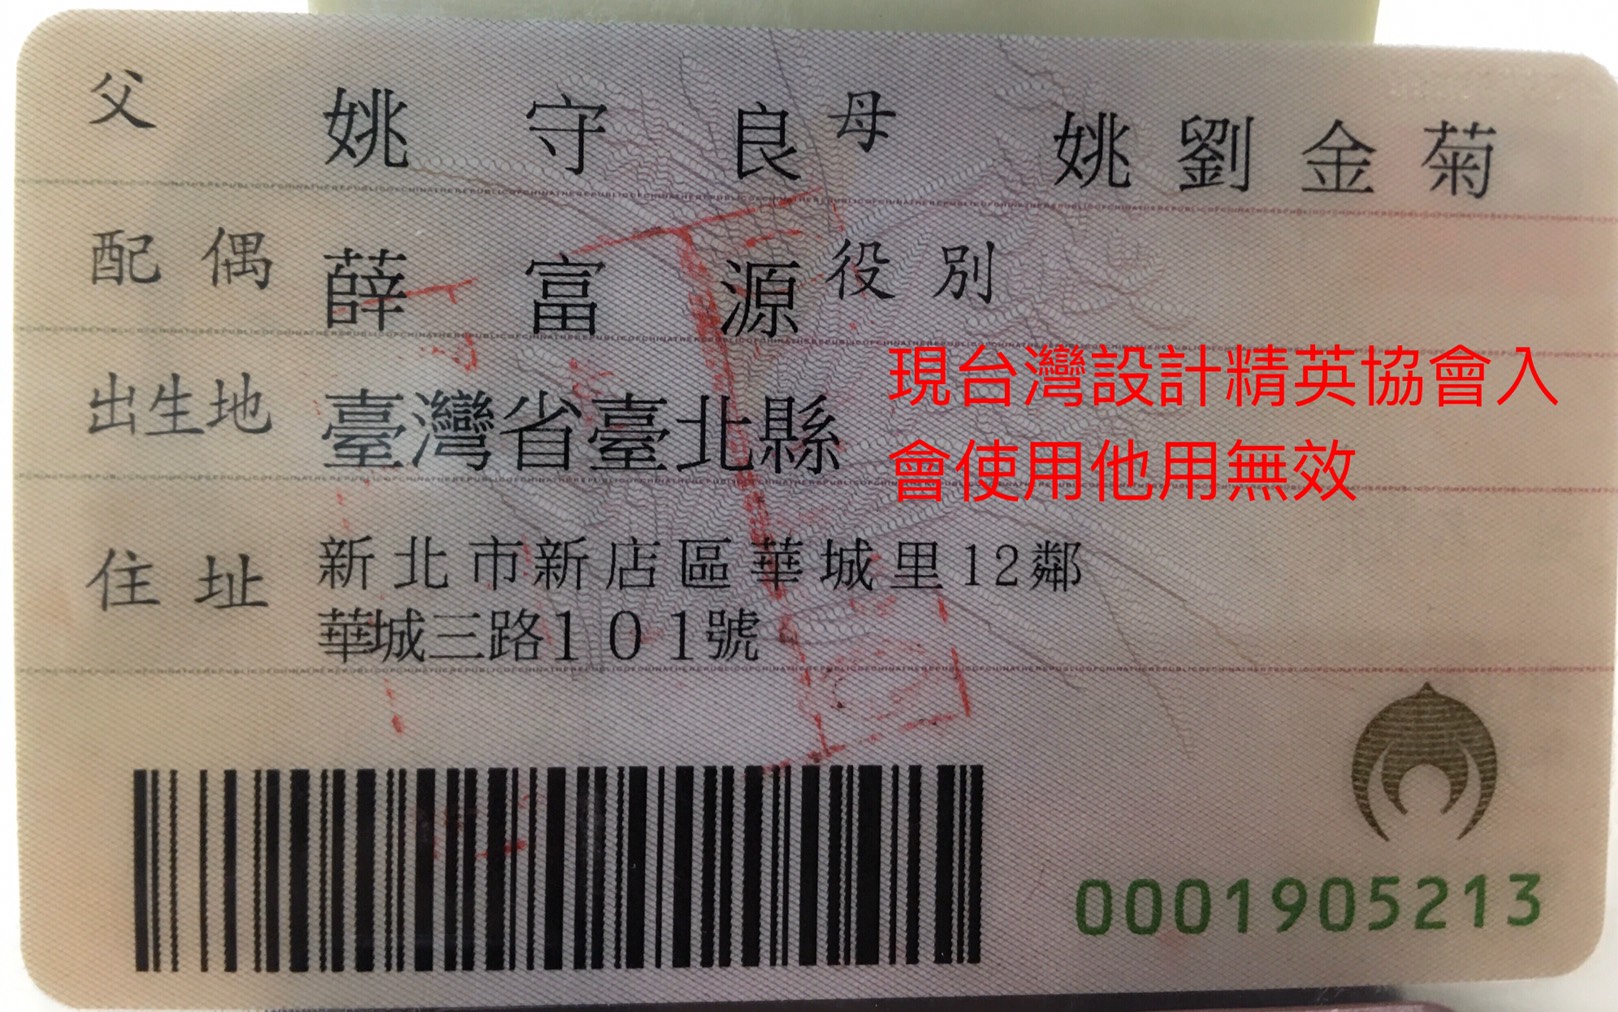 父 姚守良 母 姚劉金菊
配偶 薛富源 役別
出生地 臺灣省臺北縣
現台灣設計精英協會入
會使用他用無效
住址 新北市新店區華城里12鄰
華城三路101號
0001905213